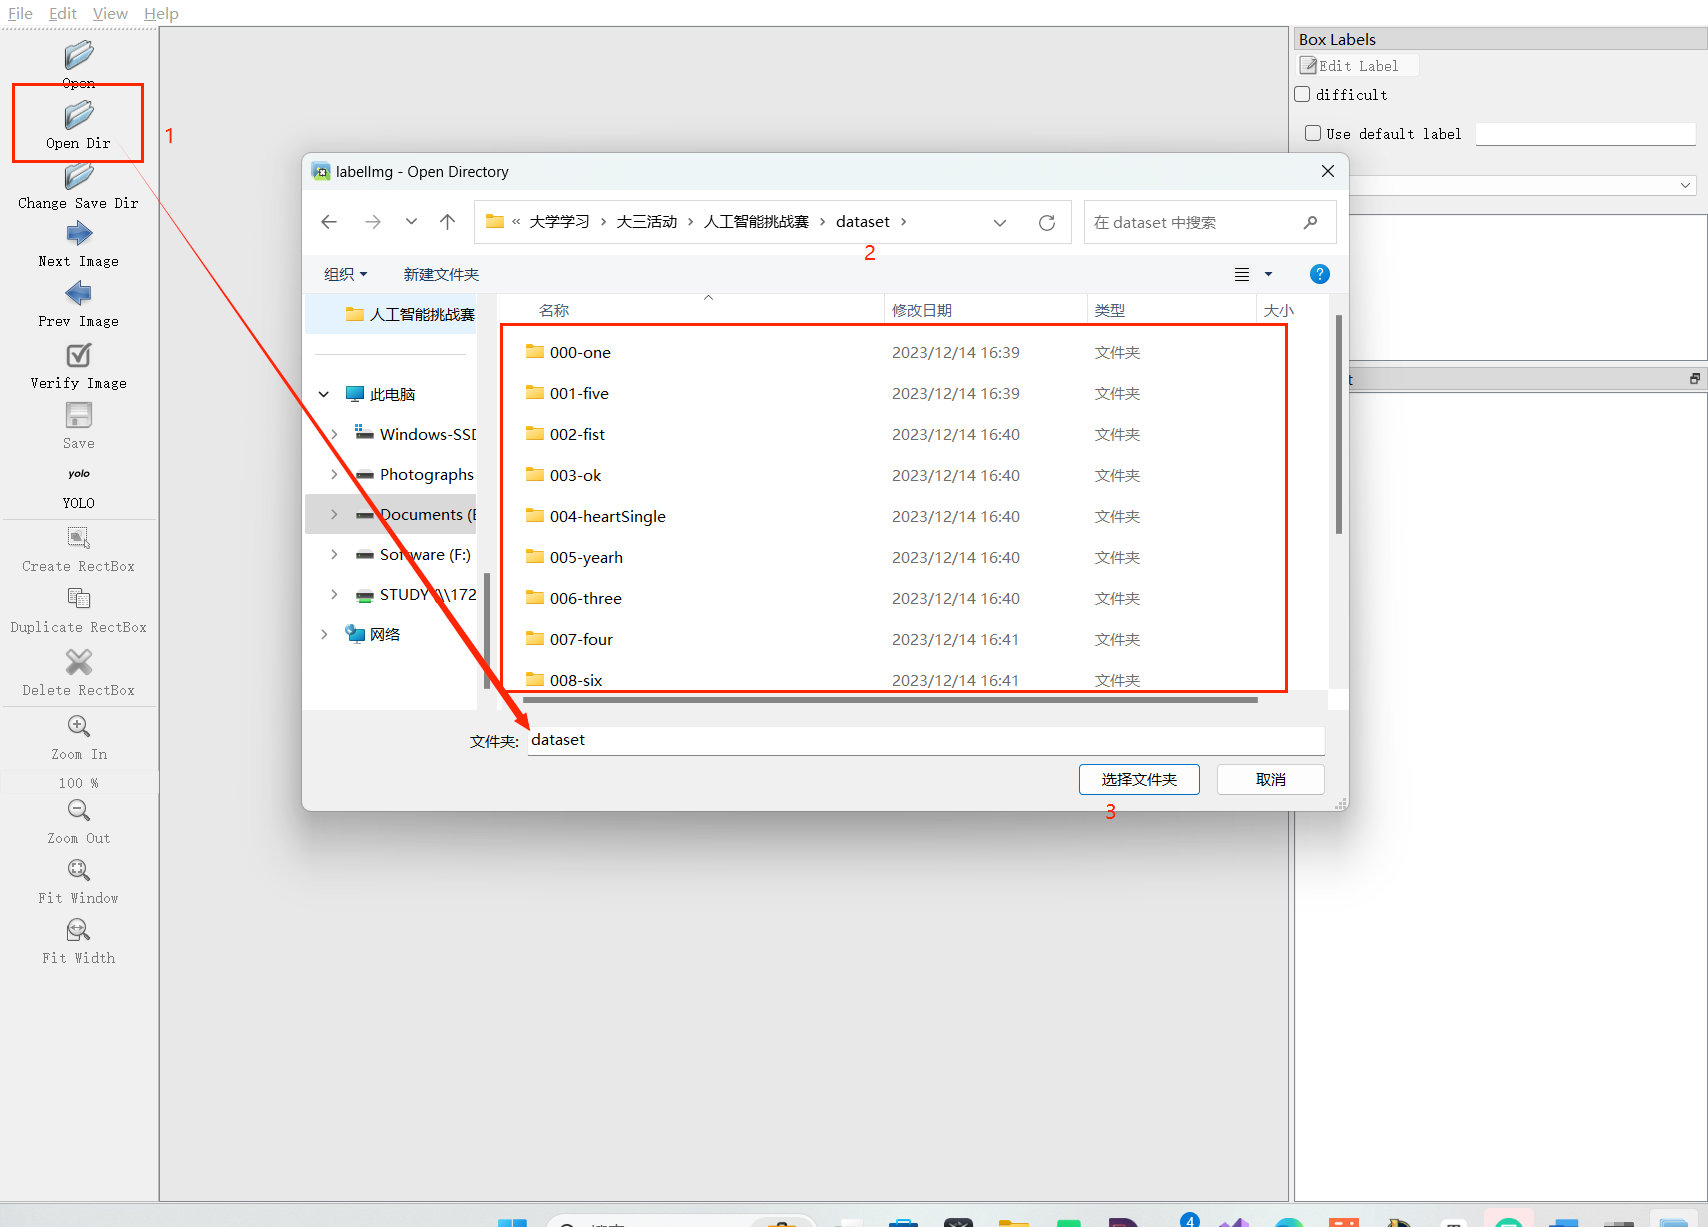 File Edit View Help
Open
Open Dir
1
Change Save Dir
Next Image
Prev Image
Verify Image
Save
yolo
YOLO
Create RectBox
Duplicate RectBox
Delete RectBox
Zoom In
100 %
Zoom Out
Fit Window
Fit Width
labelImg - Open Directory
« 大学学习 › 大三活动 › 人工智能挑战赛 › dataset ›
在 dataset 中搜索
2
组织
新建文件夹
人工智能挑战赛
此电脑
Windows-SSD
Photographs
Documents (E
Software (F:)
STUDY (\\172
网络
名称 修改日期 类型 大小
000-one 2023/12/14 16:39 文件夹
001-five 2023/12/14 16:39 文件夹
002-fist 2023/12/14 16:40 文件夹
003-ok 2023/12/14 16:40 文件夹
004-heartSingle 2023/12/14 16:40 文件夹
005-yearh 2023/12/14 16:40 文件夹
006-three 2023/12/14 16:40 文件夹
007-four 2023/12/14 16:41 文件夹
008-six 2023/12/14 16:41 文件夹
文件夹: dataset
选择文件夹 取消
3
Box Labels
Edit Label
difficult
Use default label
t
4